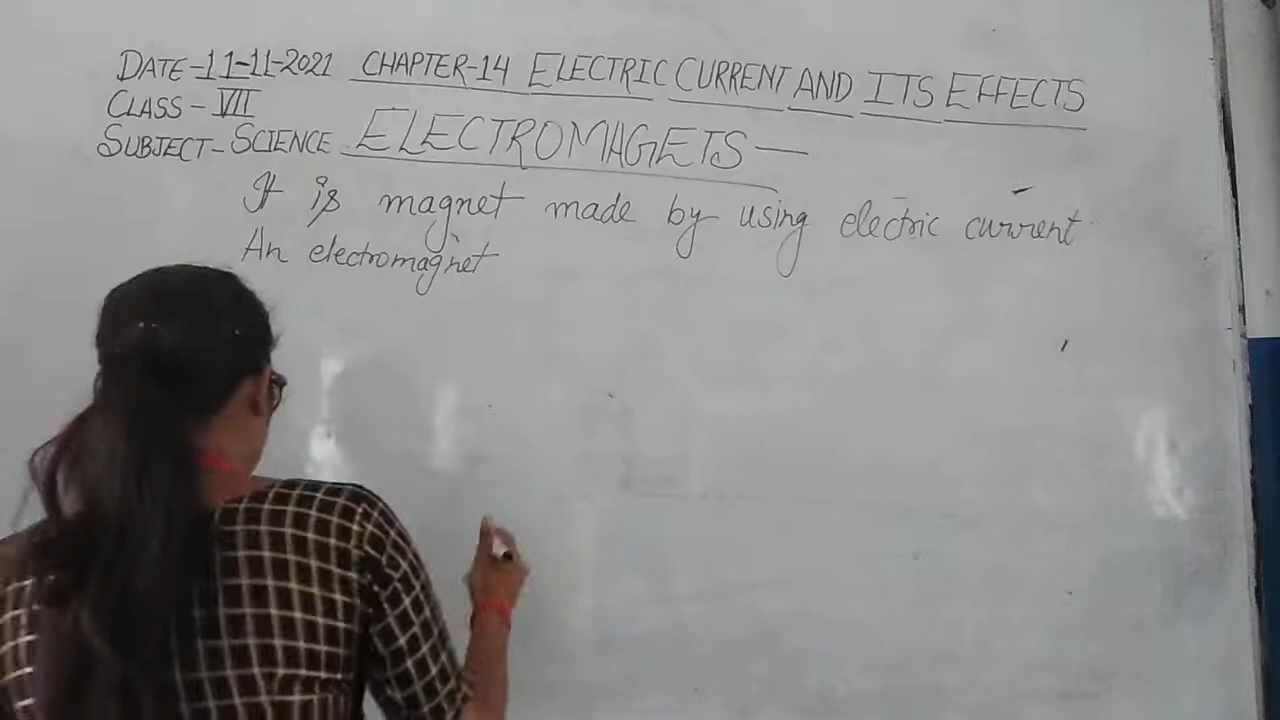 DATE-11-11-2021 CHAPTER-14 ELECTRIC CURRENT AND ITS EFFECTS
CLASS-VII
SUBJECT-SCIENCE ELECTROMAGETS-
It is magnet made by using electric current
An electromagnet